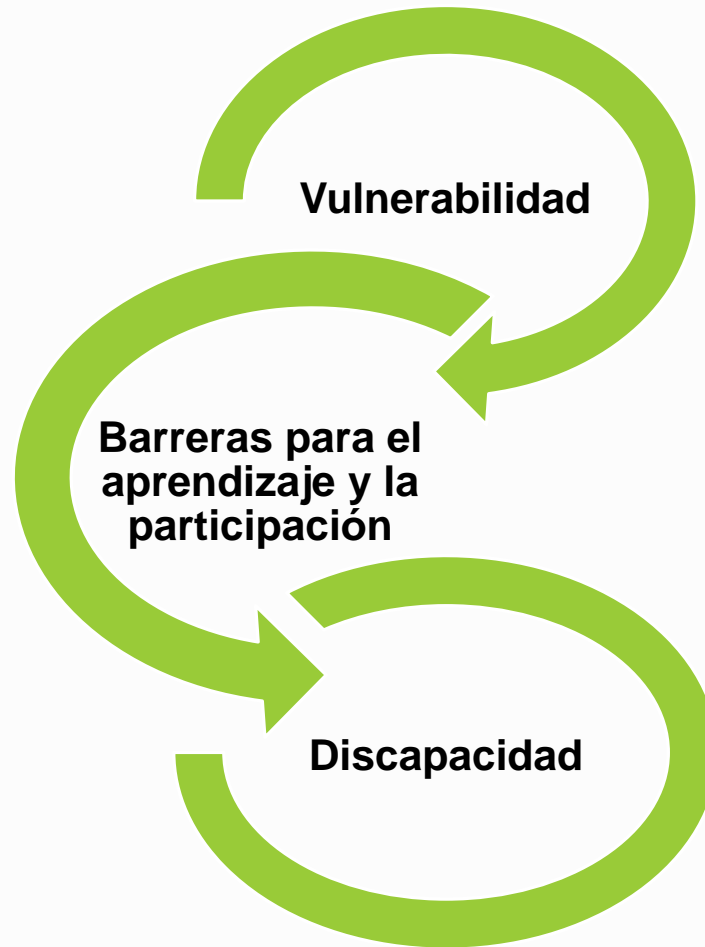 Vulnerabilidad
Barreras para el
aprendizaje y la
participación
Discapacidad